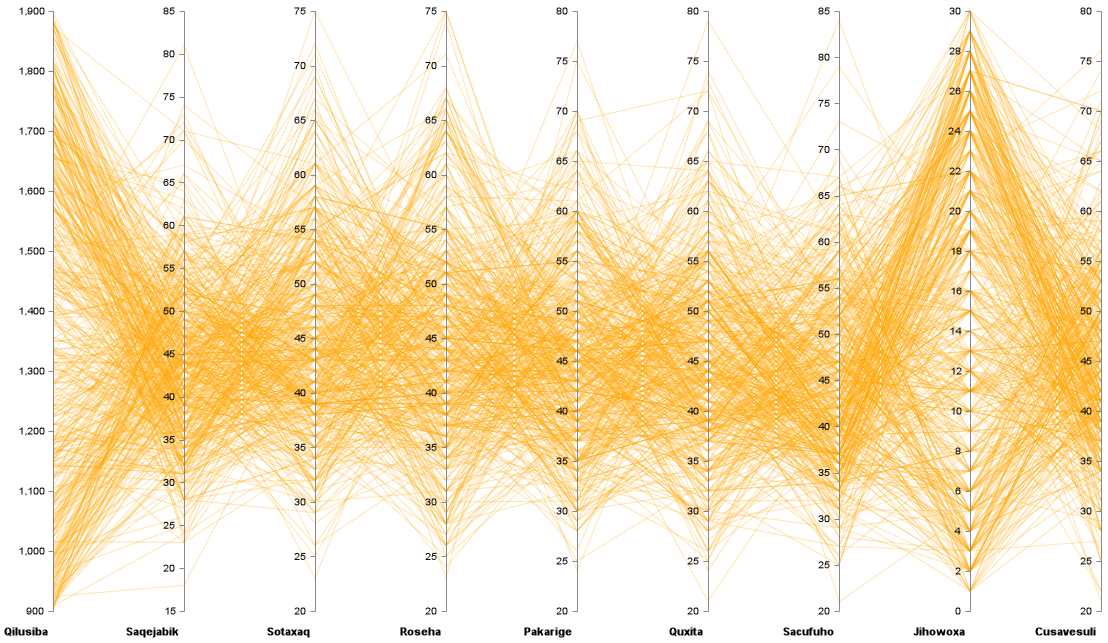 1,900 85 75 75 80 80 85 30 80
80
28 75
1,800 70 70 75 75 80
75 26
1,700 70 65 65 70 70 75 24 70
70 22
1,600 65 60 60 65 65 65 20 65
60 60 60 60
1,500 55 55 55 55 55 60 18 55
55 16
1,400 50 50 50 50 50 50 14 50
1,300 45 45 45 45 45 45 12 45
40 40 40
1,200 40 40 40 40 10 40
35 35 35 8 35
1,100 30 30 30 30 35 6 30
25 30 4
1,000 20 25 25 25 25 25 2 25
900 15 20 20 20 20 20 0 20
Qilusiba Saqejabik Sotaxaq Roseha Pakarige Quxita Sacufuho Jihowoxa Cusavesuli